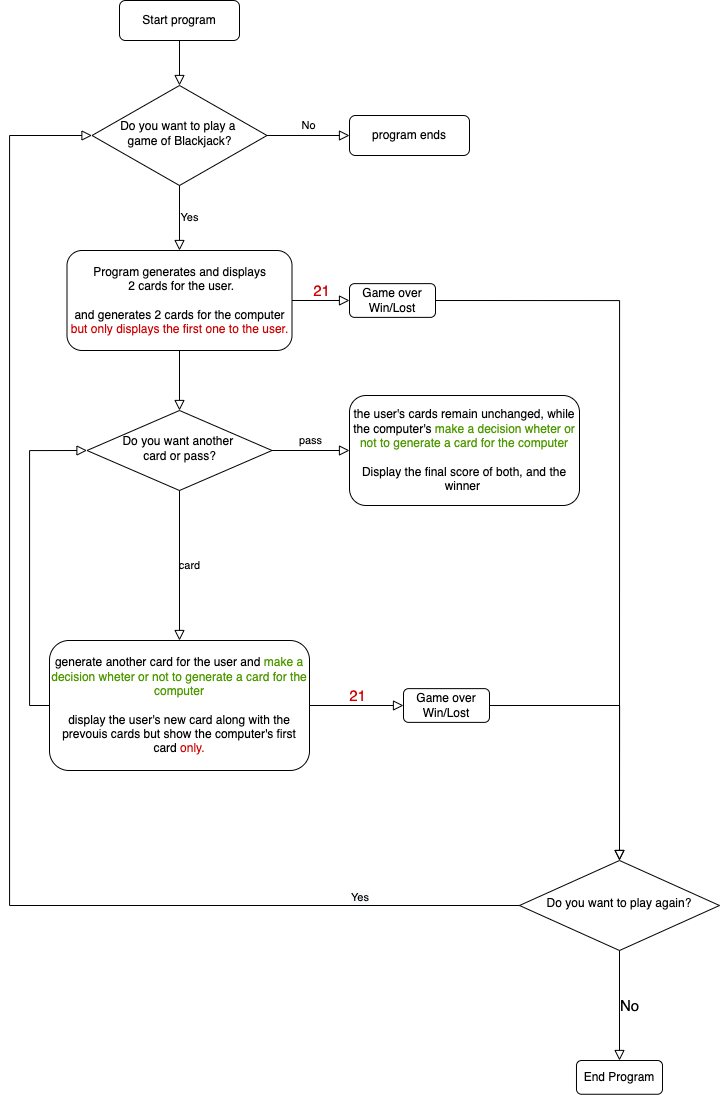 Start program
Do you want to play a
game of Blackjack?
No
program ends
Yes
Program generates and displays
2 cards for the user.
and generates 2 cards for the computer
but only displays the first one to the user.
21
Game over
Win/Lost
Do you want another
card or pass?
pass
the user's cards remain unchanged, while
the computer's make a decision wheter or
not to generate a card for the computer
Display the final score of both, and the
winner
card
generate another card for the user and make a
decision wheter or not to generate a card for the
computer
display the user's new card along with the
prevouis cards but show the computer's first
card only.
21
Game over
Win/Lost
Yes
Do you want to play again?
No
End Program